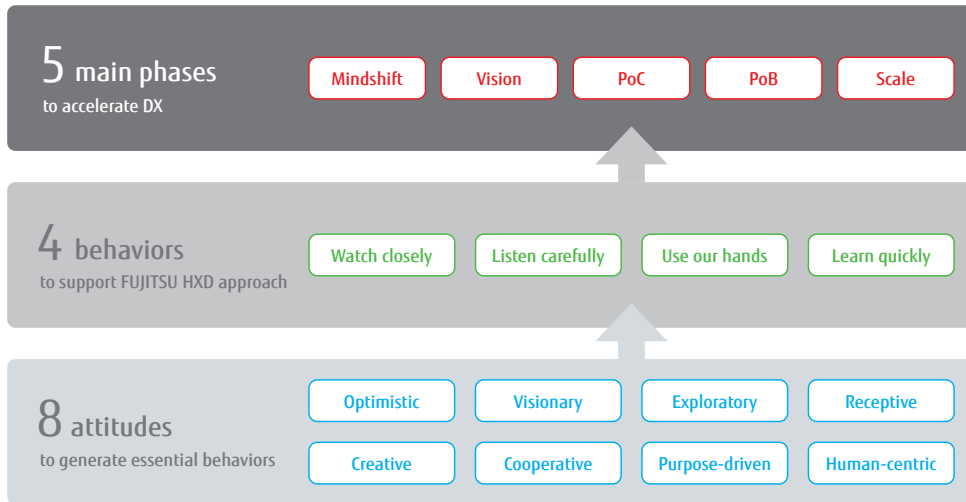 5 main phases
to accelerate DX
Mindshift Vision PoC PoB Scale
4 behaviors
to support FUJITSU HXD approach
Watch closely Listen carefully Use our hands Learn quickly
8 attitudes
to generate essential behaviors
Optimistic Visionary Exploratory Receptive
Creative Cooperative Purpose-driven Human-centric